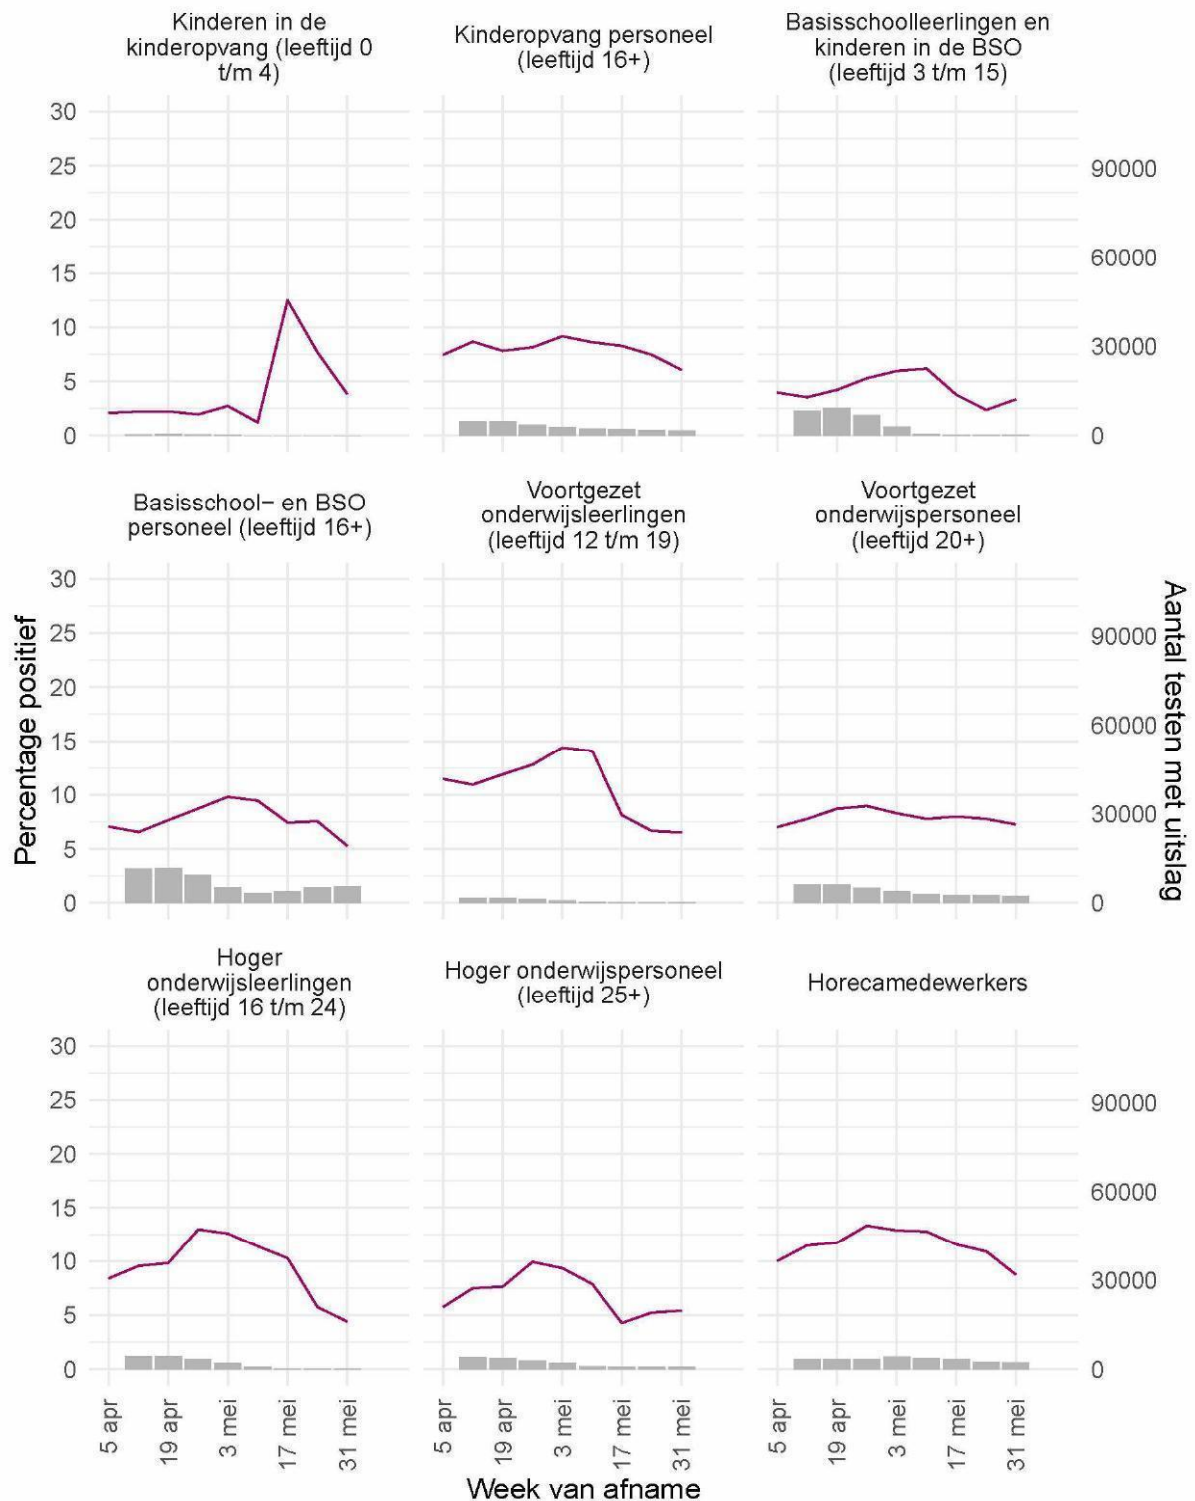 Kinderen in de
kinderopvang (leeftijd 0
t/m 4)
Kinderopvang personeel
(leeftijd 16+)
Basisschoolleerlingen en
kinderen in de BSO
(leeftijd 3 t/m 15)
30
25
20
15
10
5
0
90000
60000
30000
0
Basisschool− en BSO
personeel (leeftijd 16+)
Voortgezet
onderwijsleerlingen
(leeftijd 12 t/m 19)
Voortgezet
onderwijspersoneel
(leeftijd 20+)
Percentage positief
30
25
20
15
10
5
0
90000
60000
30000
0
Aantal testen met uitslag
Hoger
onderwijsleerlingen
(leeftijd 16 t/m 24)
Hoger onderwijspersoneel
(leeftijd 25+)
Horecamedewerkers
30
25
20
15
10
5
0
90000
60000
30000
0
5 apr
19 apr
3 mei
17 mei
31 mei
5 apr
19 apr
3 mei
17 mei
31 mei
5 apr
19 apr
3 mei
17 mei
31 mei
Week van afname